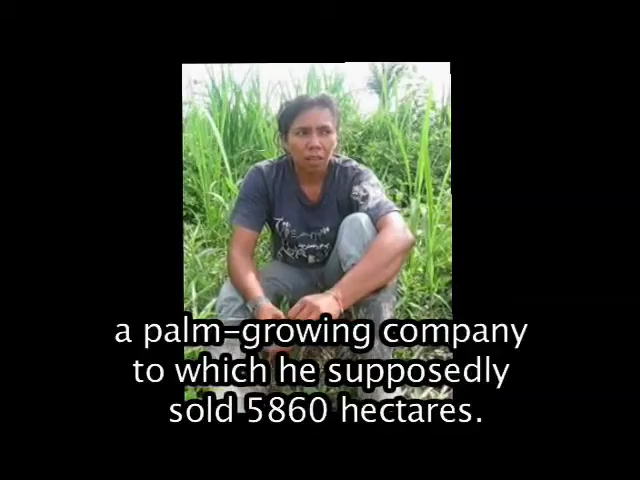 a palm-growing company
to which he supposedly
sold 5860 hectares.